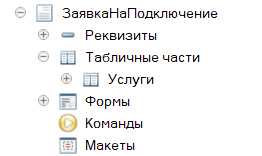 ЗаявкаНаПодключение
Реквизиты
Табличные части
Услуги
Формы
Команды
Макеты